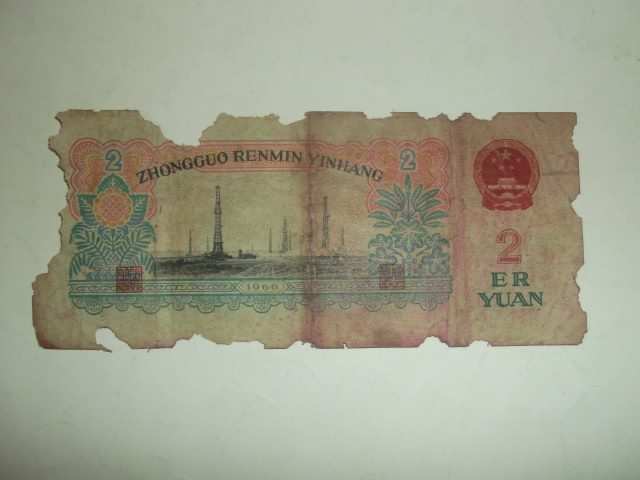 2
ZHONGGUO RENMIN YINHANG
2
1960
2
ER
YUAN